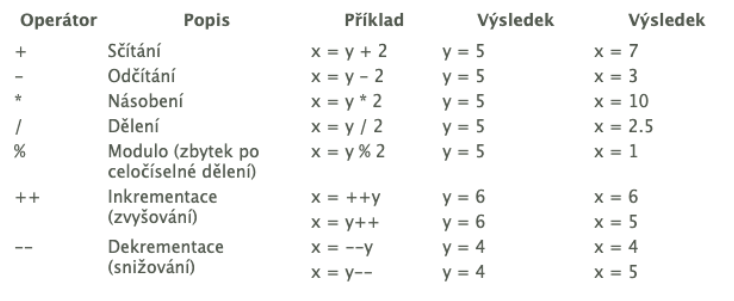 Operátor Popis Příklad Výsledek Výsledek
+ Sčítání x = y + 2 y = 5 x = 7
- Odčítání x = y - 2 y = 5 x = 3
* Násobení x = y * 2 y = 5 x = 10
/ Dělení x = y / 2 y = 5 x = 2.5
% Modulo (zbytek po x = y % 2 y = 5 x = 1
celočíselné dělení)
++ Inkrementace x = ++y y = 6 x = 6
(zvyšování) x = y++ y = 6 x = 5
-- Dekrementace x = --y y = 4 x = 4
(snižování) x = y-- y = 4 x = 5